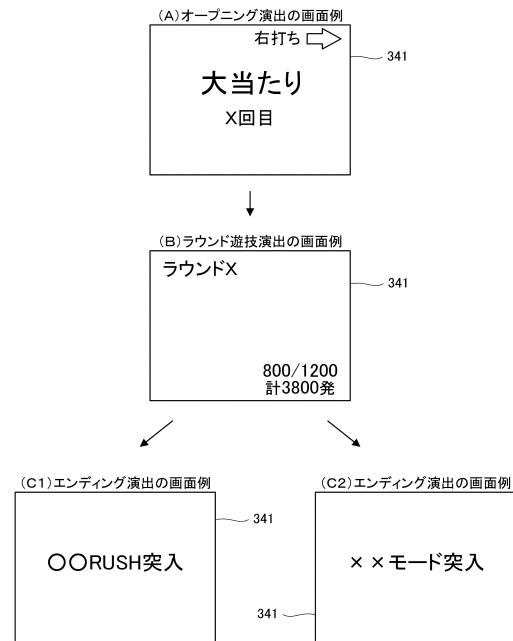 (A)オープニング演出の画面例
右打ち
341
大当たり
X回目
(B)ラウンド遊技演出の画面例
ラウンドX
341
800/1200
計3800発
(C1)エンディング演出の画面例
(C2)エンディング演出の画面例
341
〇〇RUSH突入
××モード突入
341